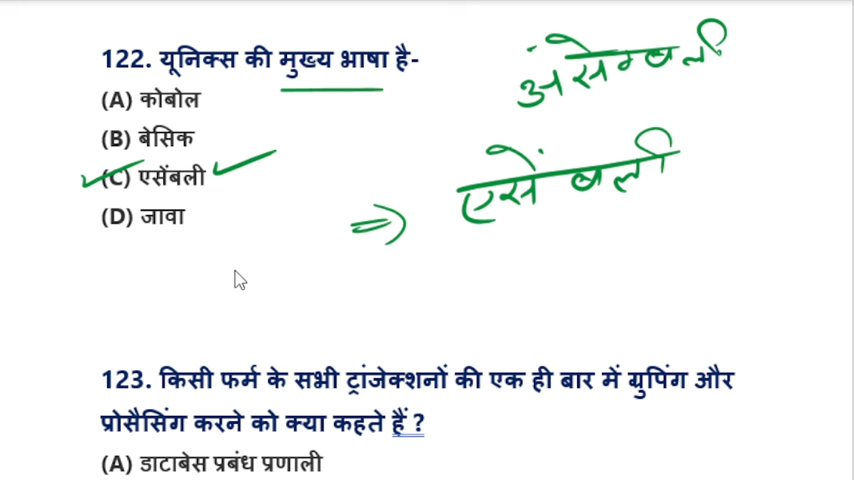 122. यूनिक्स की मुख्य भाषा है-
अंसेम्बली
(A) कोबोल
(B) बेसिक
(C) एसेंबली
एसेंबली
(D) जावा
123. किसी फर्म के सभी ट्रांजेक्शनों की एक ही बार में ग्रुपिंग और
प्रोसैसिंग करने को क्या कहते हैं ?
(A) डाटाबेस प्रबंध प्रणाली